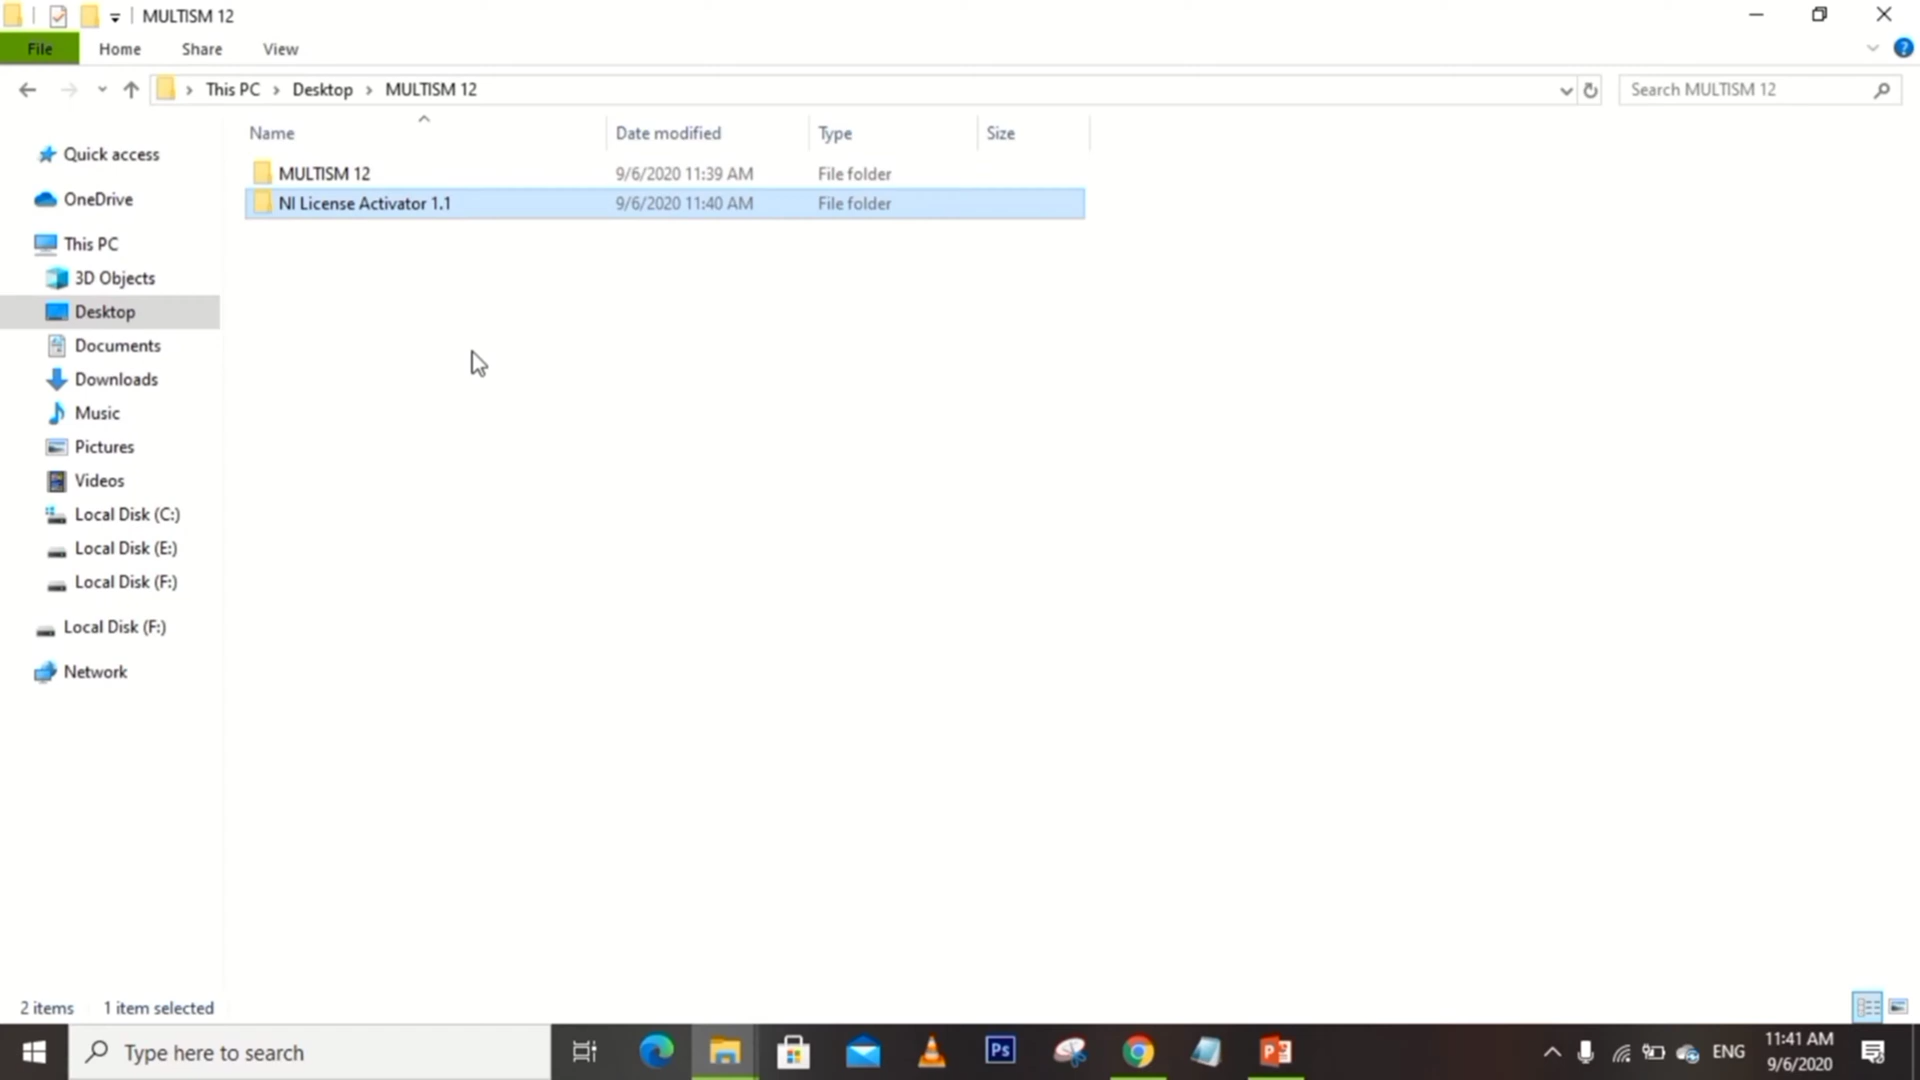 MULTISM 12
File Home Share View
This PC Desktop MULTISM 12 Search MULTISM 12
Name Date modified Type Size
MULTISM 12 9/6/2020 11:39 AM File folder
NI License Activator 1.1 9/6/2020 11:40 AM File folder
Quick access
OneDrive
This PC
3D Objects
Desktop
Documents
Downloads
Music
Pictures
Videos
Local Disk (C:)
Local Disk (E:)
Local Disk (F:)
Local Disk (F:)
Network
2 items 1 item selected
Type here to search Ps ENG 11:41 AM
9/6/2020